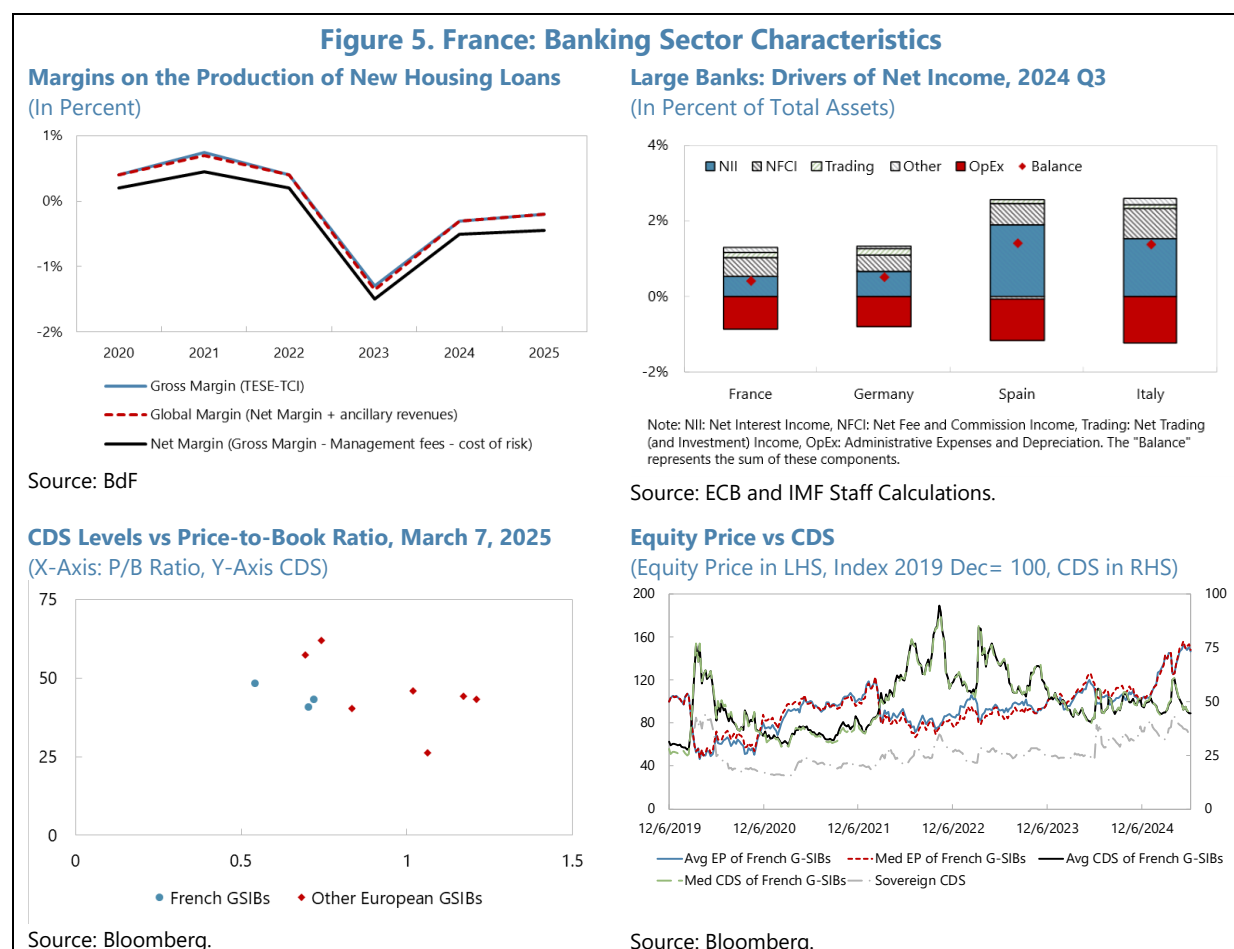 Figure 5. France: Banking Sector Characteristics
Margins on the Production of New Housing Loans
(In Percent)
1%
0%
-1%
-2%
2020 2021 2022 2023 2024 2025
Gross Margin (TESE-TCI)
Global Margin (Net Margin + ancillary revenues)
Net Margin (Gross Margin - Management fees - cost of risk)
Source: BdF
Large Banks: Drivers of Net Income, 2024 Q3
(In Percent of Total Assets)
4%
NII NFCI Trading Other OpEx Balance
2%
0%
-2%
France Germany Spain Italy
Note: NII: Net Interest Income, NFCI: Net Fee and Commission Income, Trading: Net Trading
(and Investment) Income, OpEx: Administrative Expenses and Depreciation. The "Balance"
represents the sum of these components.
Source: ECB and IMF Staff Calculations.
CDS Levels vs Price-to-Book Ratio, March 7, 2025
(X-Axis: P/B Ratio, Y-Axis CDS)
75
50
25
0
0 0.5 1 1.5
French GSIBs Other European GSIBs
Source: Bloomberg.
Equity Price vs CDS
(Equity Price in LHS, Index 2019 Dec= 100, CDS in RHS)
200 100
160
75
120
50
80
25
40
0 0
12/6/2019 12/6/2020 12/6/2021 12/6/2022 12/6/2023 12/6/2024
Avg EP of French G-SIBs Med EP of French G-SIBs Avg CDS of French G-SIBs
Med CDS of French G-SIBs Sovereign CDS
Source: Bloomberg.